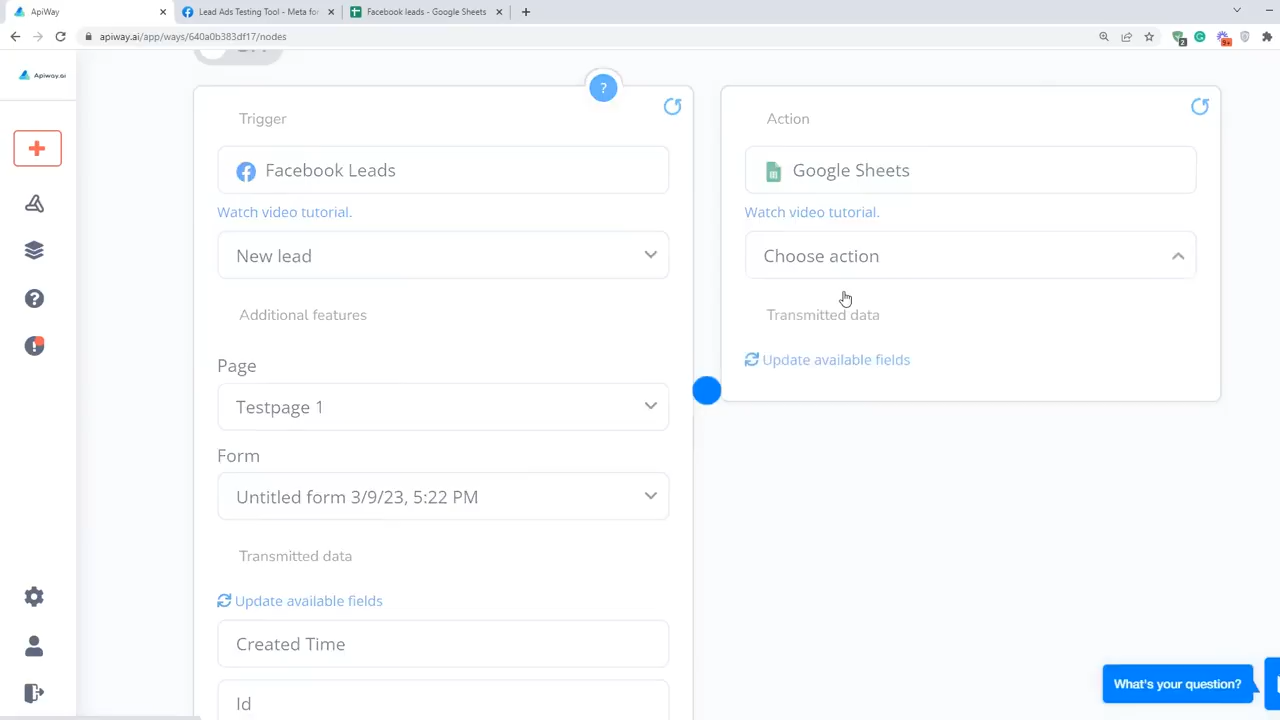 ApiWay
Lead Ads Testing Tool - Meta for
Facebook leads - Google Sheets
apiway.ai/app/ways/640a0b383df17/nodes
2
9+
Apiway.ai
?
Trigger
Facebook Leads
Watch video tutorial.
New lead
Additional features
Page
Testpage 1
Form
Untitled form 3/9/23, 5:22 PM
Transmitted data
Update available fields
Created Time
Id
Action
Google Sheets
Watch video tutorial.
Choose action
Transmitted data
Update available fields
What's your question?